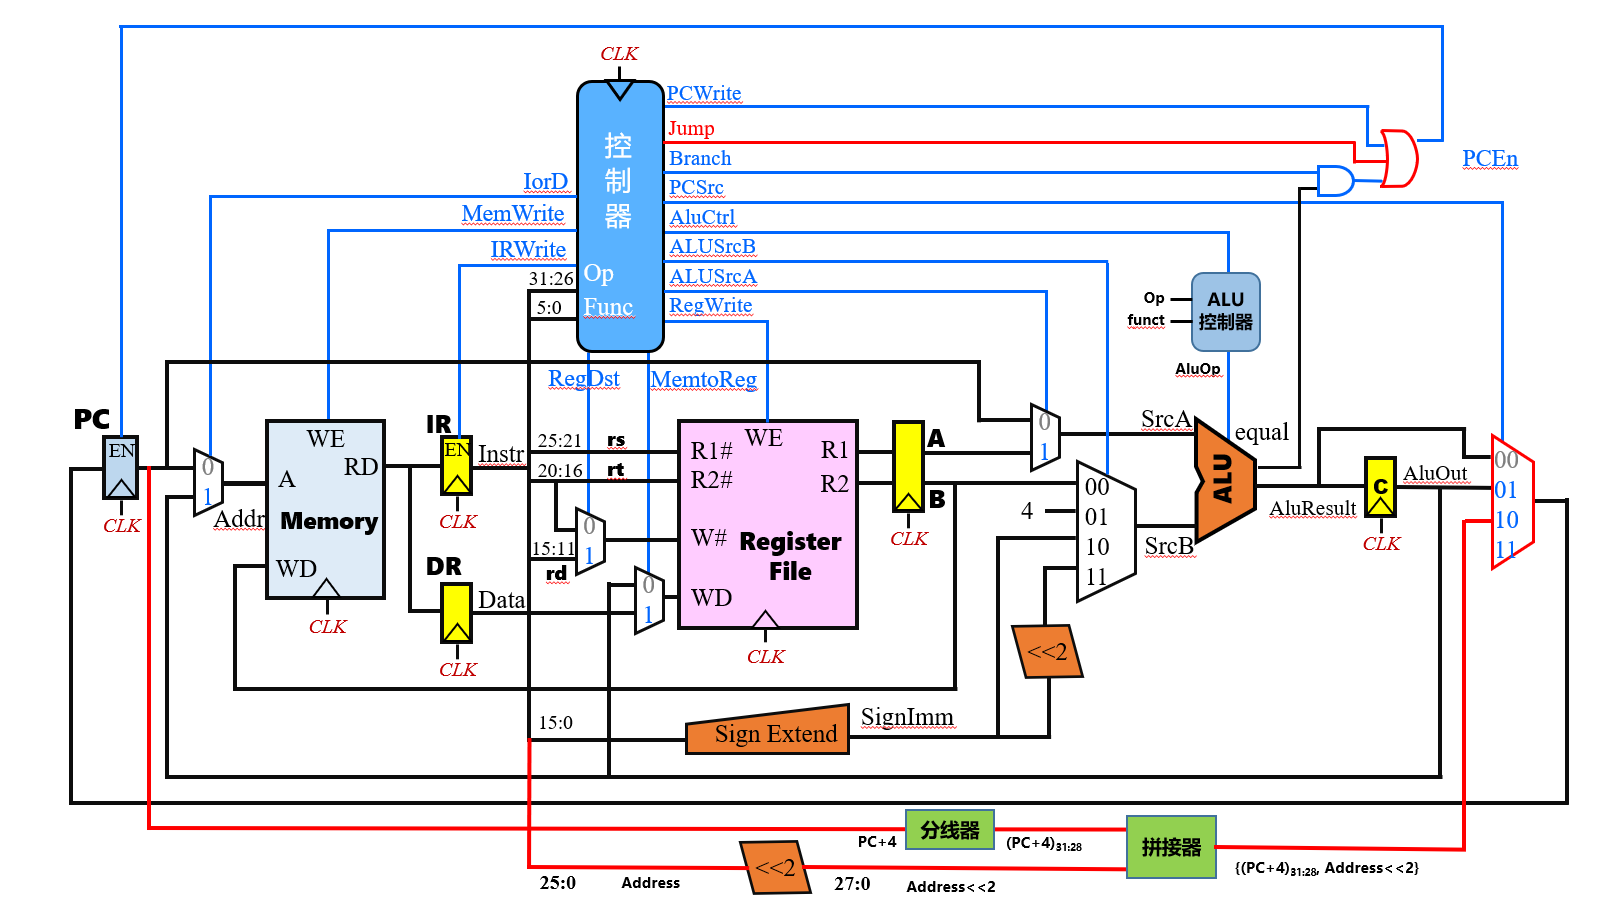 CLK
PCWrite
控
制
器
Jump
Branch
PCEn
IorD
PCSrc
MemWrite
AluCtrl
IRWrite
ALUSrcB
31:26
Op
ALUSrcA
5:0
Func
RegWrite
Op
funct
ALU
控制器
AluOp
RegDst
MemtoReg
PC
EN
CLK
0
1
Addr
WE
RD
A
Memory
WD
CLK
IR
EN
Instr
CLK
DR
Data
CLK
25:21
rs
20:16
rt
0
1
15:11
rd
0
1
R1#
WE
R1
R2#
R2
W#
Register
File
WD
CLK
A
B
CLK
0
1
4
00
01
10
11
SrcA
SrcB
ALU
equal
AluResult
C
CLK
AluOut
00
01
10
11
<<2
15:0
Sign Extend
SignImm
PC+4
分线器
(PC+4)31:28
拼接器
{(PC+4)31:28, Address<<2}
25:0
Address
<<2
27:0
Address<<2